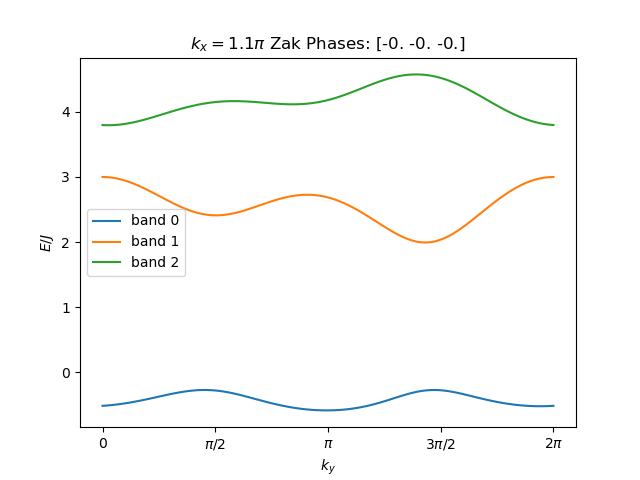 $k_x = 1.1\pi$ Zak Phases: [-0. -0. -0.]
4
3
2
1
0
E/J
band 0
band 1
band 2
0
π/2
π
3π/2
2π
$k_y$